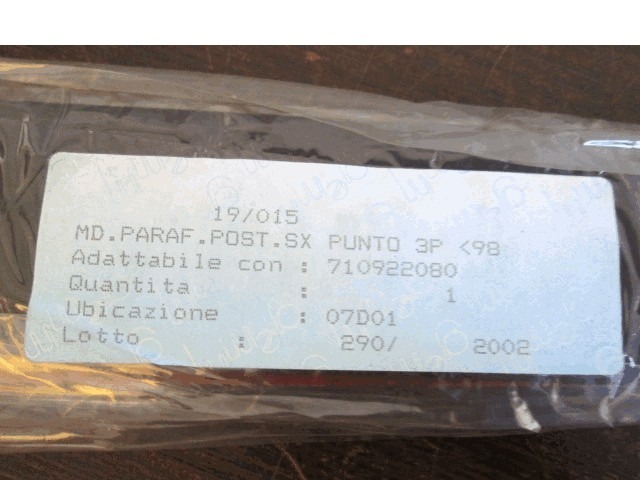 19/015
MD.PARAF.POST.SX PUNTO 3P <98
Adattabile con : 710922080
Quantita : 1
Ubicazione : 07D01
Lotto : 290/ 2002